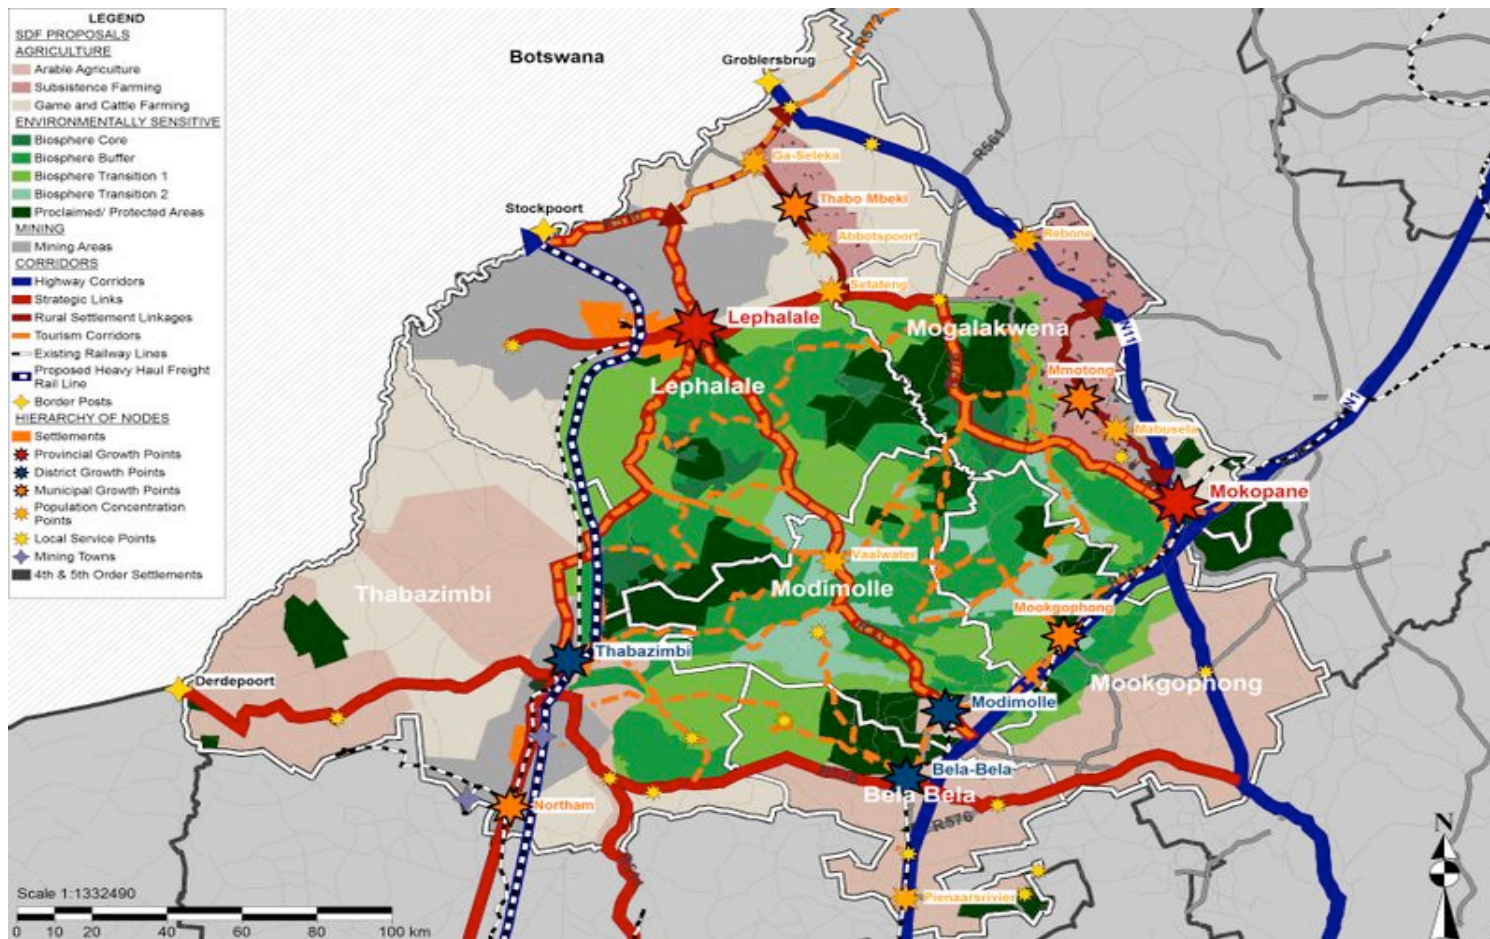 LEGEND
SDF PROPOSALS
AGRICULTURE
Arable Agriculture
Subsistence Farming
Game and Cattle Farming
ENVIRONMENTALLY SENSITIVE
Biosphere Core
Biosphere Buffer
Biosphere Transition 1
Biosphere Transition 2
Proclaimed/ Protected Areas
MINING
Mining Areas
CORRIDORS
Highway Corridors
Strategic Links
Rural Settlement Linkages
Tourism Corridors
Existing Railway Lines
Proposed Heavy Haul Freight
Rail Line
Border Posts
HIERARCHY OF NODES
Settlements
Provincial Growth Points
District Growth Points
Municipal Growth Points
Population Concentration
Points
Local Service Points
Mining Towns
4th & 5th Order Settlements
Botswana
Groblersbrug
R572
R561
Ga-Seleka
Thabo Mbeki
Stockpoort
Abbotspoort
Rebone
Setateng
Lephalale
Mogalakwena
N11
Mmotong
Lephalale
N1
Mabusela
Mokopane
Vaalwater
Thabazimbi
Modimolle
Mookgophong
Thabazimbi
Derdepoort
Mookgophong
Modimolle
Bela-Bela
Bela Bela
Northam
R576
Pienaarsrivier
N
Scale 1:1332490
0 10 20 40 60 80 100 km